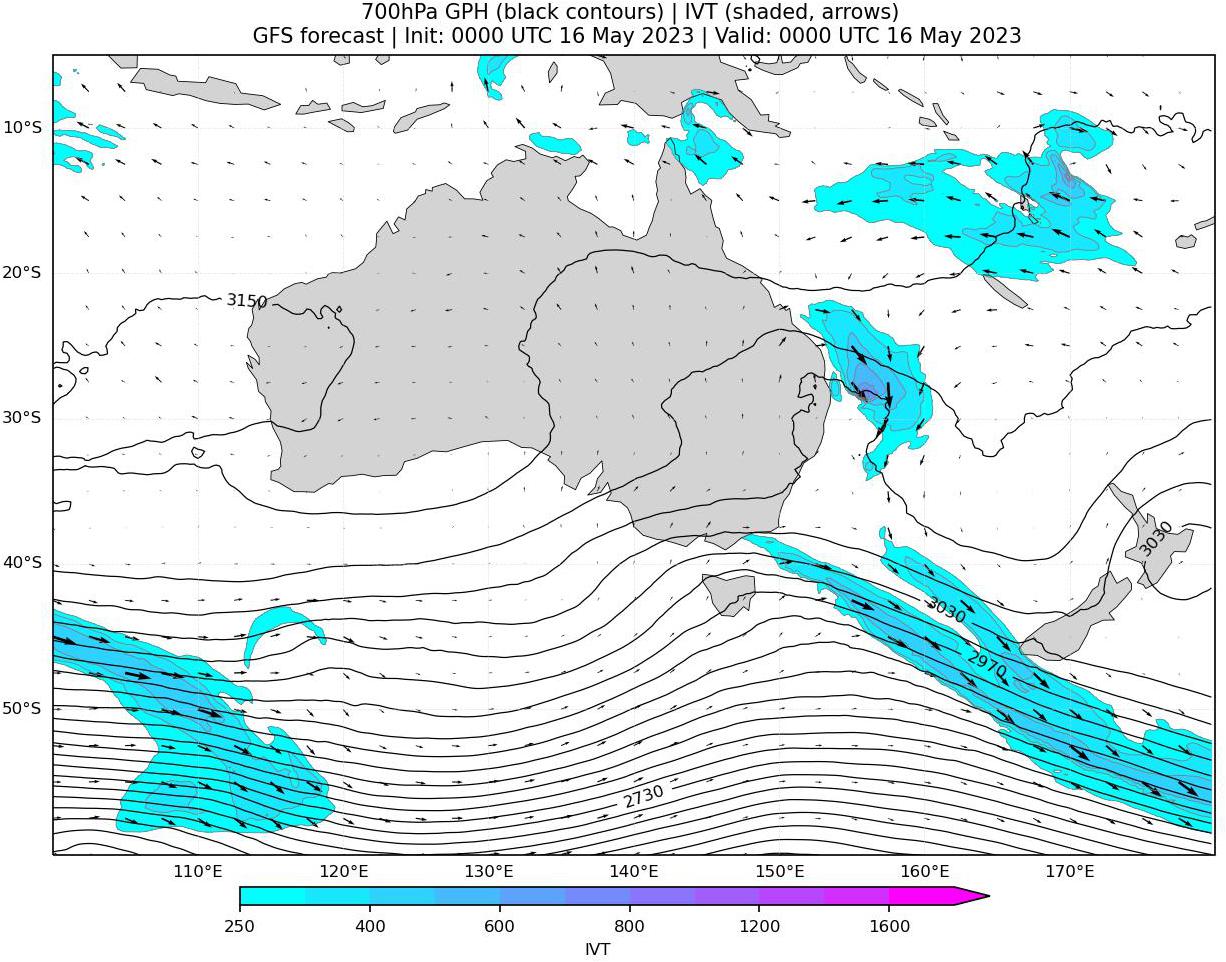 700hPa GPH (black contours) | IVT (shaded, arrows)
GFS forecast | Init: 0000 UTC 16 May 2023 | Valid: 0000 UTC 16 May 2023
10°S
20°S
3150
30°S
3030
40°S
3030
2970
50°S
2730
110°E 120°E 130°E 140°E 150°E 160°E 170°E
250 400 600 800 1200 1600
IVT